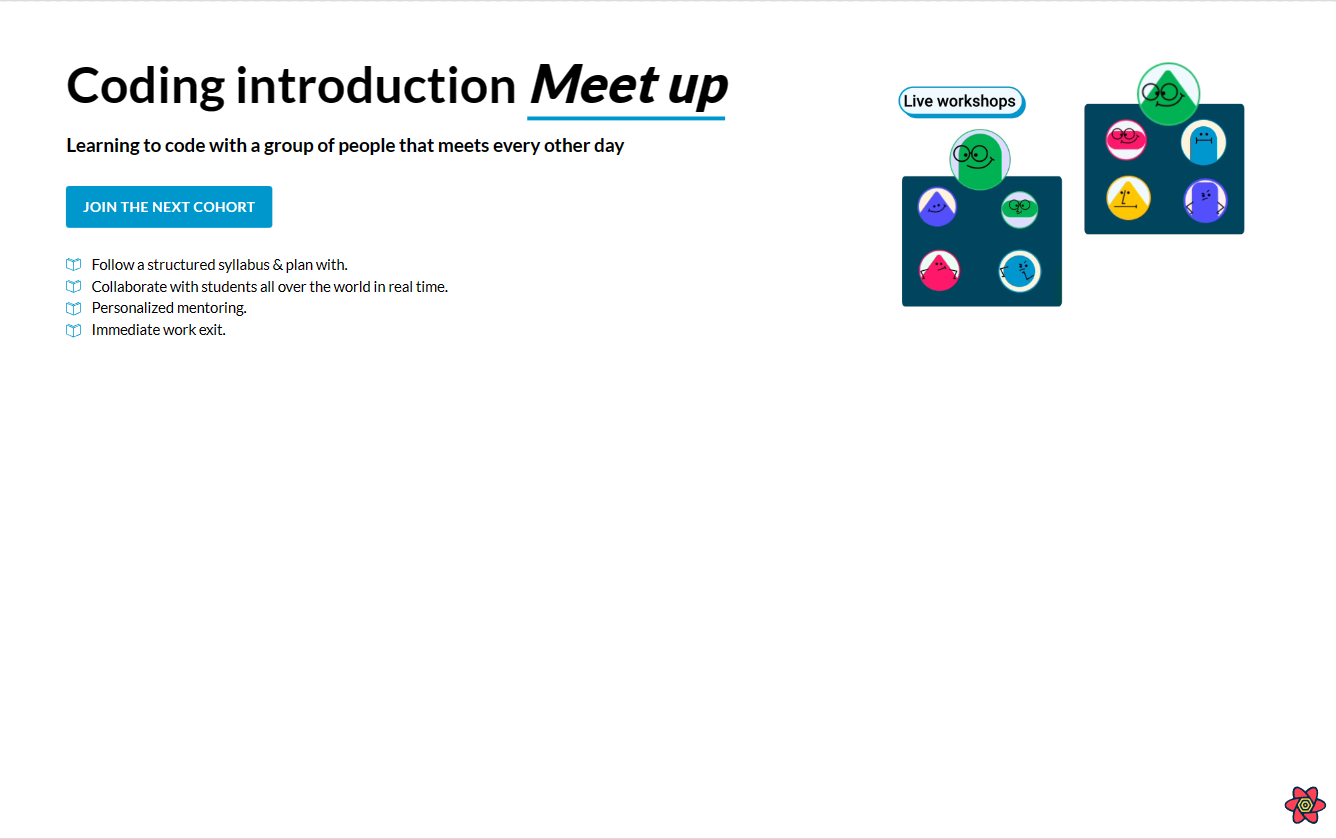 Coding introduction Meet up
Learning to code with a group of people that meets every other day
JOIN THE NEXT COHORT
Follow a structured syllabus & plan with.
Collaborate with students all over the world in real time.
Personalized mentoring.
Immediate work exit.
Live workshops